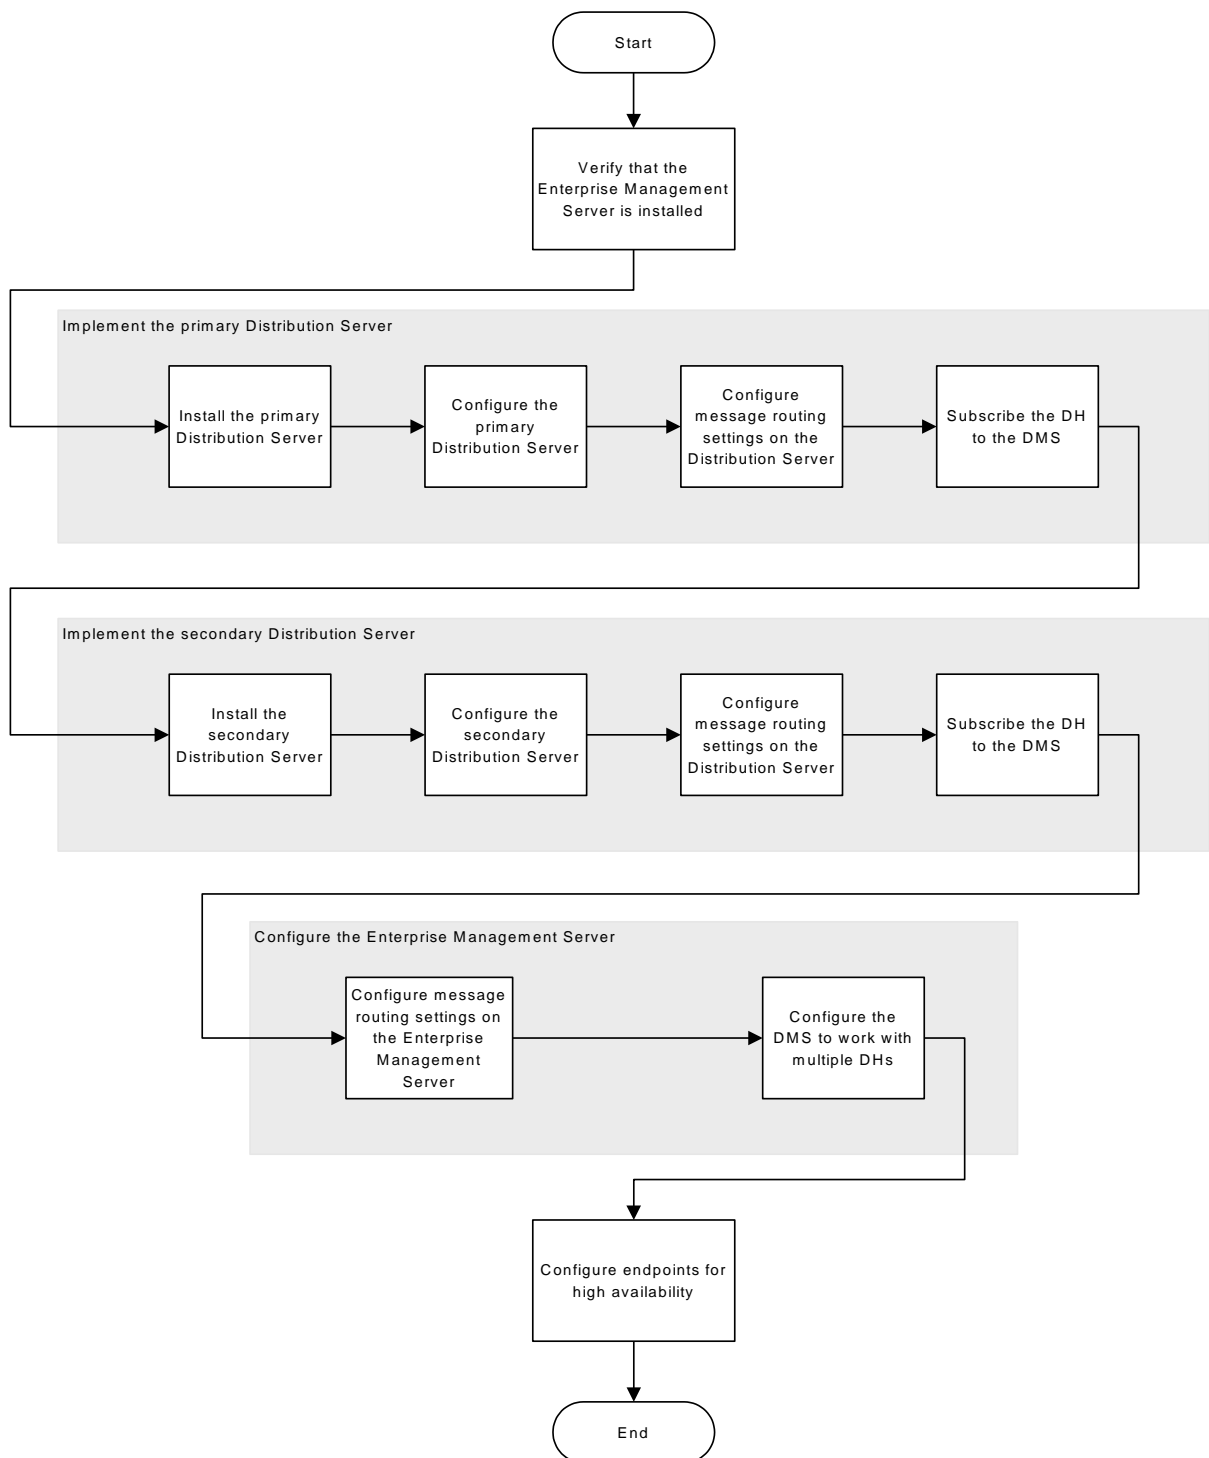 Start
Verify that the
Enterprise Management
Server is installed
Implement the primary Distribution Server
Install the primary
Distribution Server
Configure the
primary
Distribution Server
Configure
message routing
settings on the
Distribution Server
Subscribe the DH
to the DMS
Implement the secondary Distribution Server
Install the
secondary
Distribution Server
Configure the
secondary
Distribution Server
Configure
message routing
settings on the
Distribution Server
Subscribe the DH
to the DMS
Configure the Enterprise Management Server
Configure message
routing settings on
the Enterprise
Management
Server
Configure the
DMS to work with
multiple DHs
Configure endpoints for
high availability
End